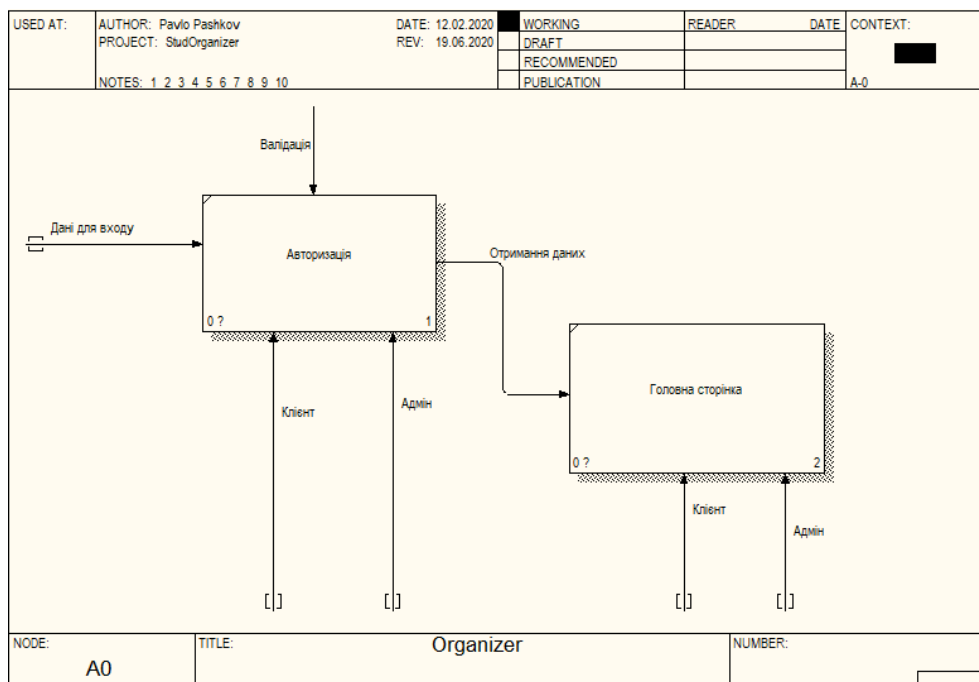 USED AT:
AUTHOR: Pavlo Pashkov
DATE: 12.02.2020
WORKING
READER
DATE
CONTEXT:
PROJECT: StudOrganizer
REV: 19.06.2020
DRAFT
RECOMMENDED
NOTES: 1 2 3 4 5 6 7 8 9 10
PUBLICATION
A-0
Валідація
Дані для входу
Авторизація
Отримання даних
0 ?
1
Головна сторінка
Клієнт
Адмін
0 ?
2
Клієнт
Адмін
NODE:
TITLE:
Organizer
NUMBER:
A0